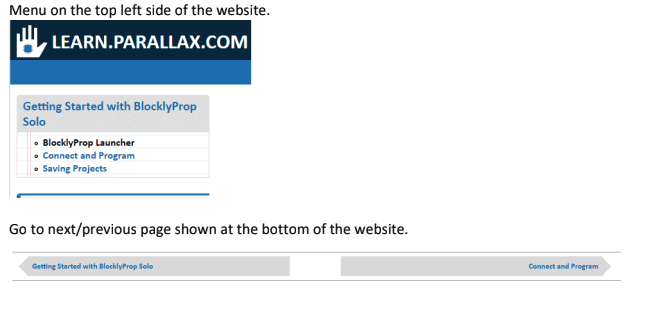 Menu on the top left side of the website.
LEARN.PARALLAX.COM
Getting Started with BlocklyProp
Solo
BlocklyProp Launcher
Connect and Program
Saving Projects
Go to next/previous page shown at the bottom of the website.
Getting Started with BlocklyProp Solo
Connect and Program